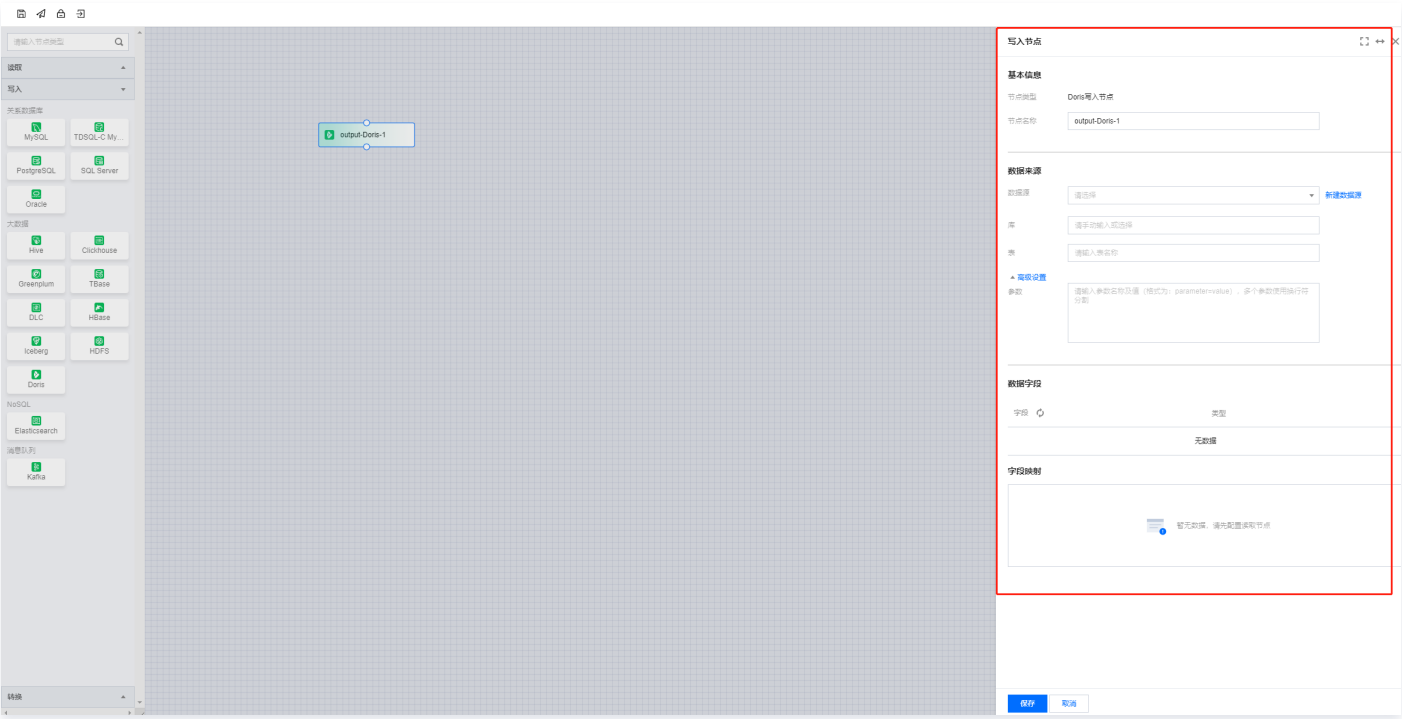 请输入节点类型
读取
写入
关系数据库
MySQL
TDSQL-C My...
PostgreSQL
SQL Server
Oracle
大数据
Hive
Clickhouse
Greenplum
TBase
DLC
HBase
Iceberg
HDFS
Doris
NoSQL
Elasticsearch
消息队列
Kafka
转换
output-Doris-1
写入节点
基本信息
节点类型 Doris写入节点
节点名称 output-Doris-1
数据来源
数据源 请选择 新建数据源
库 请手动输入或选择
表 请输入表名称
高级设置
参数 请输入参数名称及值（格式为：parameter=value），多个参数使用换行符
分割
数据字段
字段 类型
无数据
字段映射
暂无数据，请先配置读取节点
保存 取消